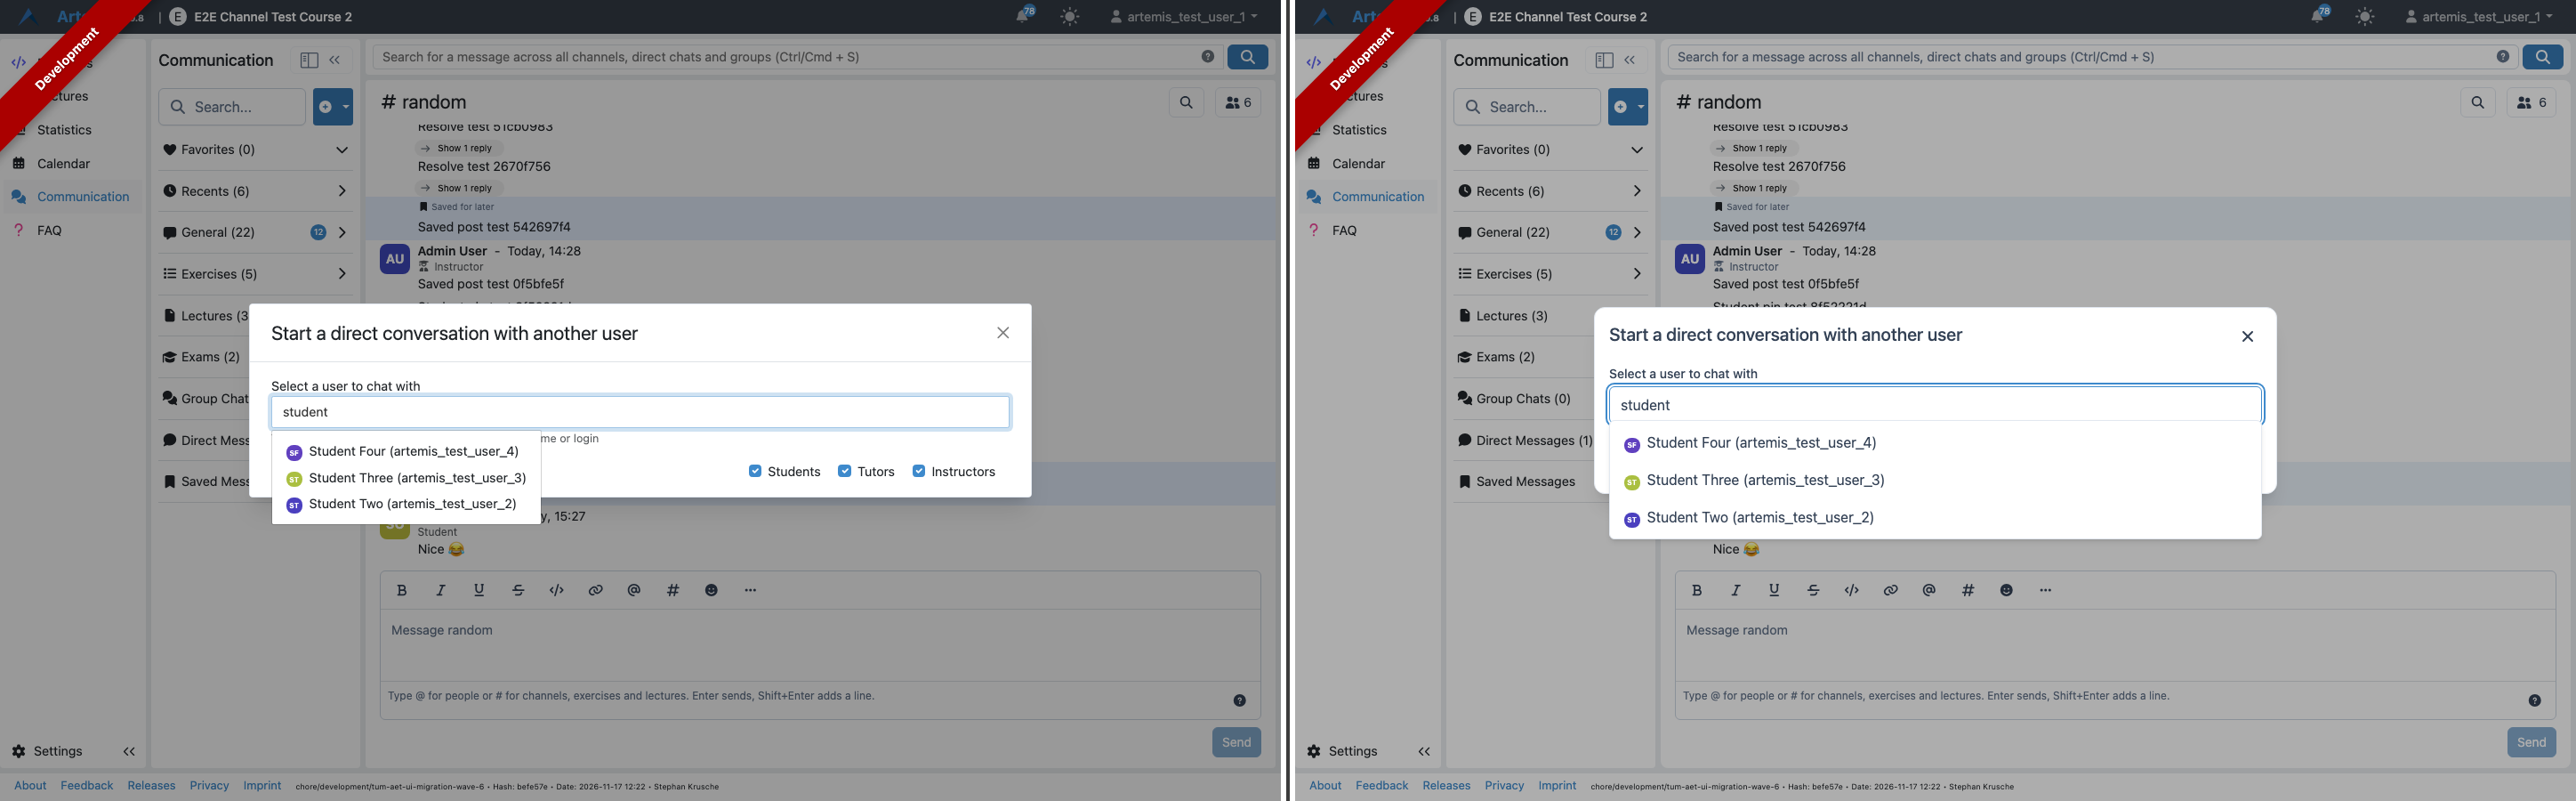 E E2E Channel Test Course 2
78
artemis_test_user_1
Development
Statistics
Calendar
Communication
FAQ
Settings
Communication
Search...
Favorites (0)
Recents (6)
General (22) 12
Exercises (5)
Exams (2)
Search for a message across all channels, direct chats and groups (Ctrl/Cmd + S)
# random
6
Resolve test 51cb0983
Show 1 reply
Resolve test 2670f756
Show 1 reply
Saved for later
Saved post test 542697f4
AU Admin User - Today, 14:28
Instructor
Saved post test 0f5bfe5f
Start a direct conversation with another user
Select a user to chat with
student
me or login
SF Student Four (artemis_test_user_4)
ST Student Three (artemis_test_user_3)
ST Student Two (artemis_test_user_2)
Students Tutors Instructors
Student
Nice 😂
Message random
Type @ for people or # for channels, exercises and lectures. Enter sends, Shift+Enter adds a line.
Send
About Feedback Releases Privacy Imprint chore/development/tum-aet-ui-migration-wave-6 • Hash: befe57e • Date: 2026-11-17 12:22 • Stephan Krusche
E E2E Channel Test Course 2
78
artemis_test_user_1
Development
Statistics
Calendar
Communication
FAQ
Settings
Communication
Search...
Favorites (0)
Recents (6)
General (22) 12
Exercises (5)
Lectures (3)
Exams (2)
Group Chats (0)
Direct Messages (1)
Saved Messages
Search for a message across all channels, direct chats and groups (Ctrl/Cmd + S)
# random
6
Resolve test 51cb0983
Show 1 reply
Resolve test 2670f756
Show 1 reply
Saved for later
Saved post test 542697f4
AU Admin User - Today, 14:28
Instructor
Saved post test 0f5bfe5f
Start a direct conversation with another user
Select a user to chat with
student
SF Student Four (artemis_test_user_4)
ST Student Three (artemis_test_user_3)
ST Student Two (artemis_test_user_2)
Nice 😂
Message random
Type @ for people or # for channels, exercises and lectures. Enter sends, Shift+Enter adds a line.
Send
About Feedback Releases Privacy Imprint chore/development/tum-aet-ui-migration-wave-6 • Hash: befe57e • Date: 2026-11-17 12:22 • Stephan Krusche